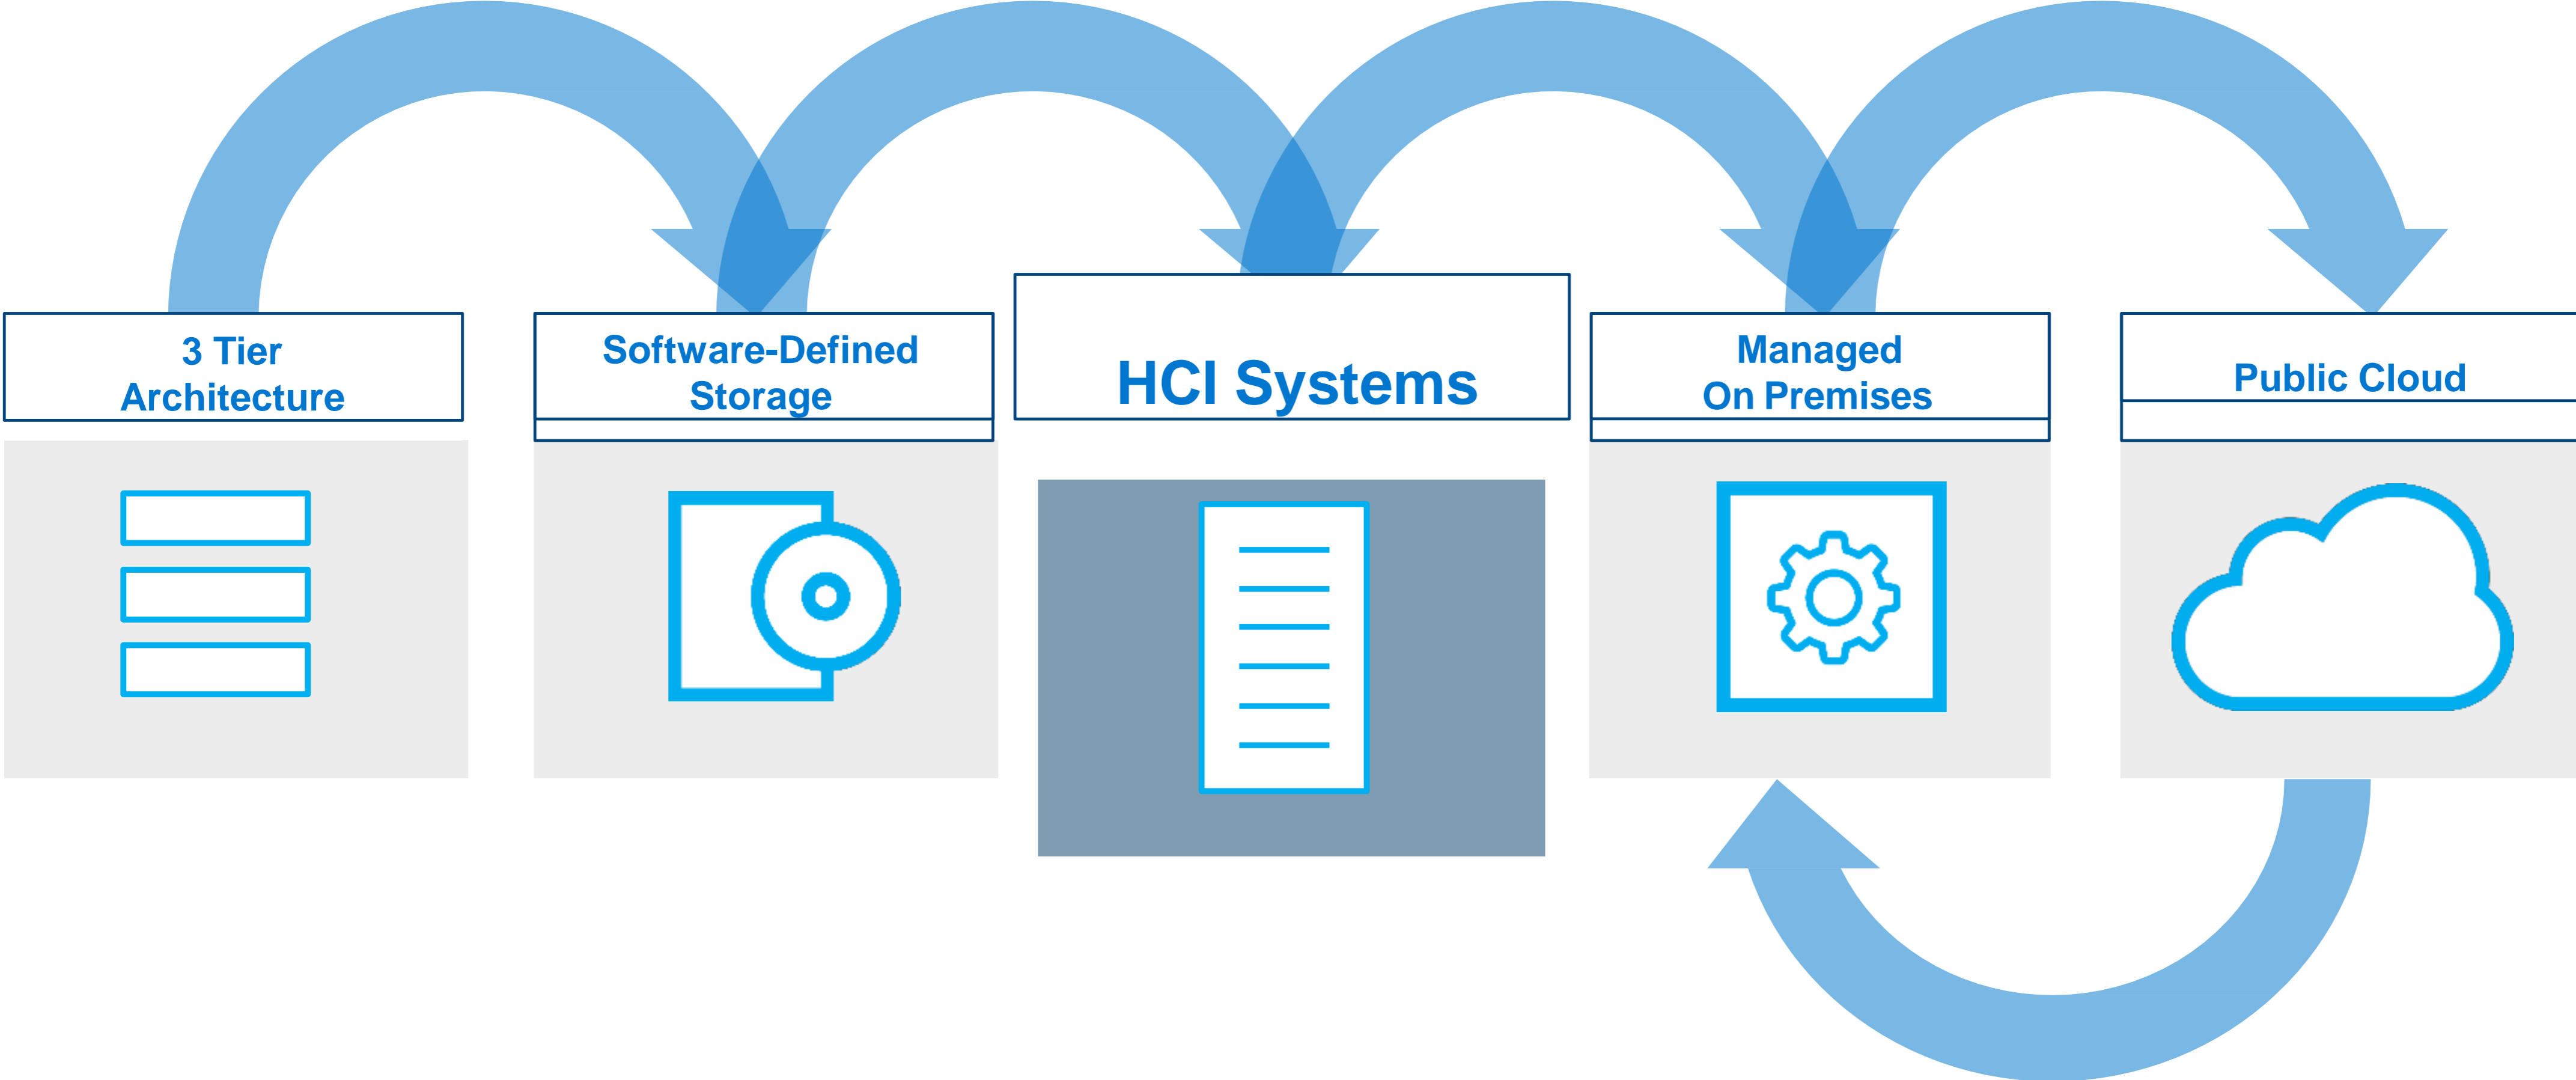 3 Tier
Architecture
Software-Defined
Storage
HCI Systems
Managed
On Premises
Public Cloud